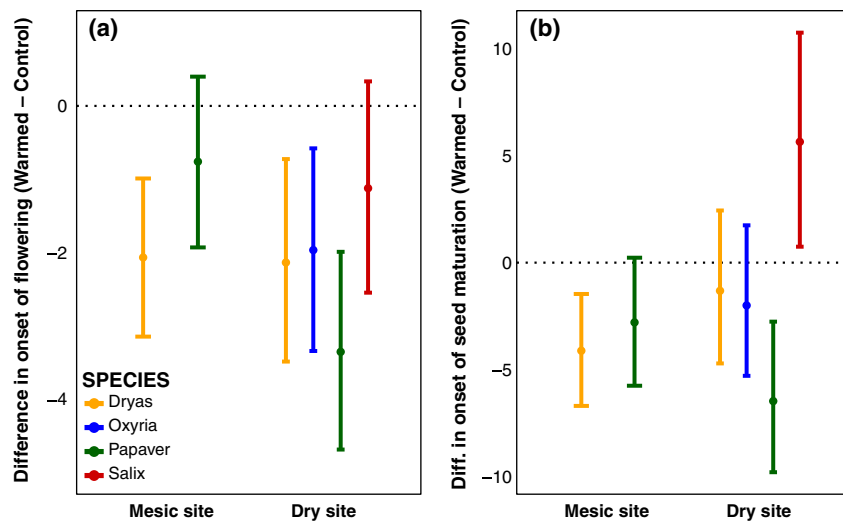 (a)
Difference in onset of flowering (Warmed – Control)
0
−2
−4
SPECIES
Dryas
Oxyria
Papaver
Salix
Mesic site
Dry site
(b)
Diff. in onset of seed maturation (Warmed – Control)
10
5
0
−5
−10
Mesic site
Dry site